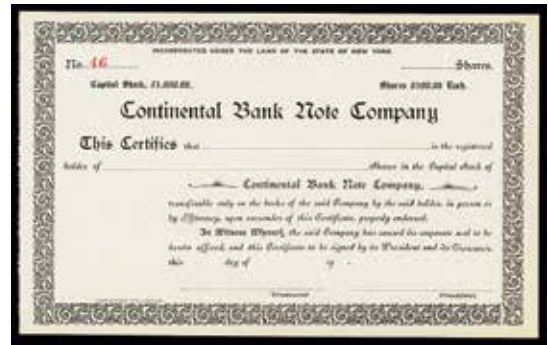 INCORPORATED UNDER THE LAWS OF THE STATE OF NEW YORK.
No. 46 Shares.
Capital Stock, $1,000.00. Shares $100.00 Each.
Continental Bank Note Company
This Certifies that is the registered
holder of Shares in the Capital Stock of
Continental Bank Note Company,
transferable only on the books of the said Company by the said holder, in person or
by Attorney, upon surrender of this Certificate, properly endorsed.
In Witness Whereof, the said Company has caused its corporate seal to be
hereto affixed, and this Certificate to be signed by its President and its Treasurer
this day of 19 .
TREASURER PRESIDENT